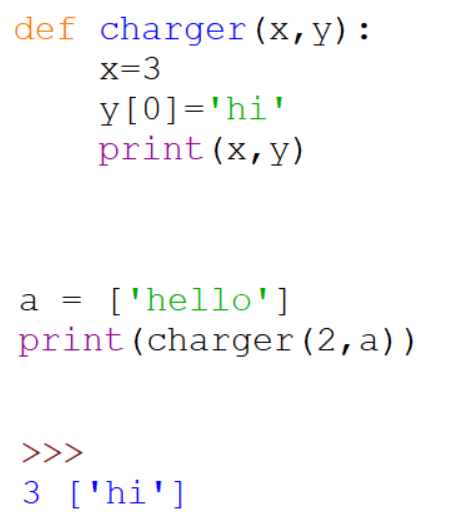 def charger(x,y):
    x=3
    y[0]='hi'
    print(x,y)
a = ['hello']
print(charger(2,a))
>>>
3 ['hi']